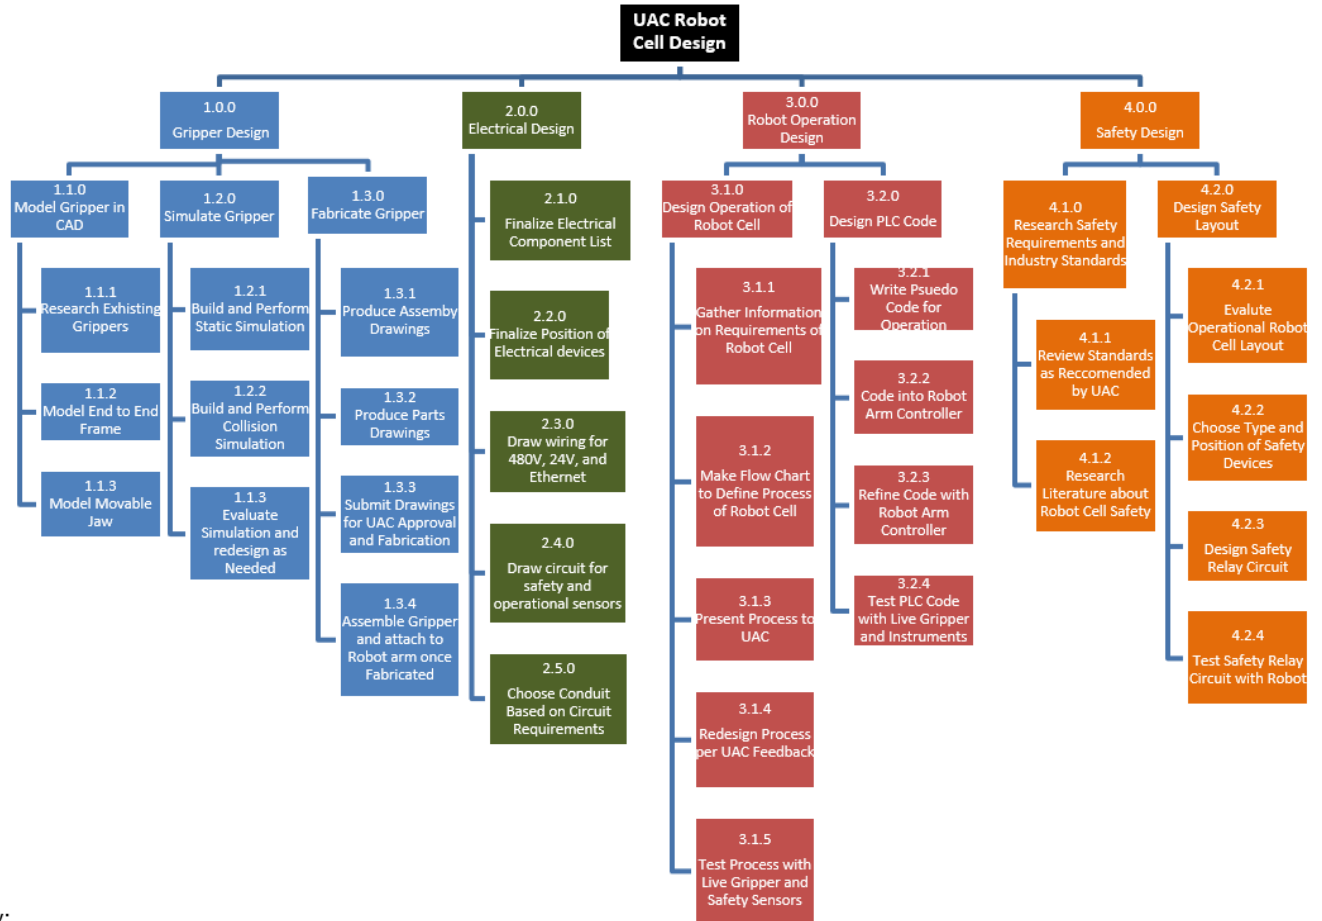 UAC Robot
Cell Design
1.0.0
Gripper Design
1.1.0
Model Gripper in
CAD
1.1.1
Research Exhisting
Grippers
1.1.2
Model End to End
Frame
1.1.3
Model Movable
Jaw
1.2.0
Simulate Gripper
1.2.1
Build and Perform
Static Simulation
1.2.2
Build and Perform
Collision
Simulation
1.1.3
Evaluate
Simulation and
redesign as
Needed
1.3.0
Fabricate Gripper
1.3.1
Produce Assemby
Drawings
1.3.2
Produce Parts
Drawings
1.3.3
Submit Drawings
for UAC Approval
and Fabrication
1.3.4
Assemble Gripper
and attach to
Robot arm once
Fabricated
2.0.0
Electrical Design
2.1.0
Finalize Electrical
Component List
2.2.0
Finalize Position of
Electrical devices
2.3.0
Draw wiring for
480V, 24V, and
Ethernet
2.4.0
Draw circuit for
safety and
operational sensors
2.5.0
Choose Conduit
Based on Circuit
Requirements
3.0.0
Robot Operation
Design
3.1.0
Design Operation of
Robot Cell
3.1.1
Gather Information
on Requirements of
Robot Cell
3.1.2
Make Flow Chart
to Define Process
of Robot Cell
3.1.3
Present Process to
UAC
3.1.4
Redesign Process
per UAC Feedback
3.1.5
Test Process with
Live Gripper and
Safety Sensors
3.2.0
Design PLC Code
3.2.1
Write Psuedo
Code for
Operation
3.2.2
Code into Robot
Arm Controller
3.2.3
Refine Code with
Robot Arm
Controller
3.2.4
Test PLC Code
with Live Gripper
and Instruments
4.0.0
Safety Design
4.1.0
Research Safety
Requirements and
Industry Standards
4.1.1
Review Standards
as Reccomended
by UAC
4.1.2
Research
Literature about
Robot Cell Safety
4.2.0
Design Safety
Layout
4.2.1
Evalute
Operational Robot
Cell Layout
4.2.2
Choose Type and
Position of Safety
Devices
4.2.3
Design Safety
Relay Circuit
4.2.4
Test Safety Relay
Circuit with Robot